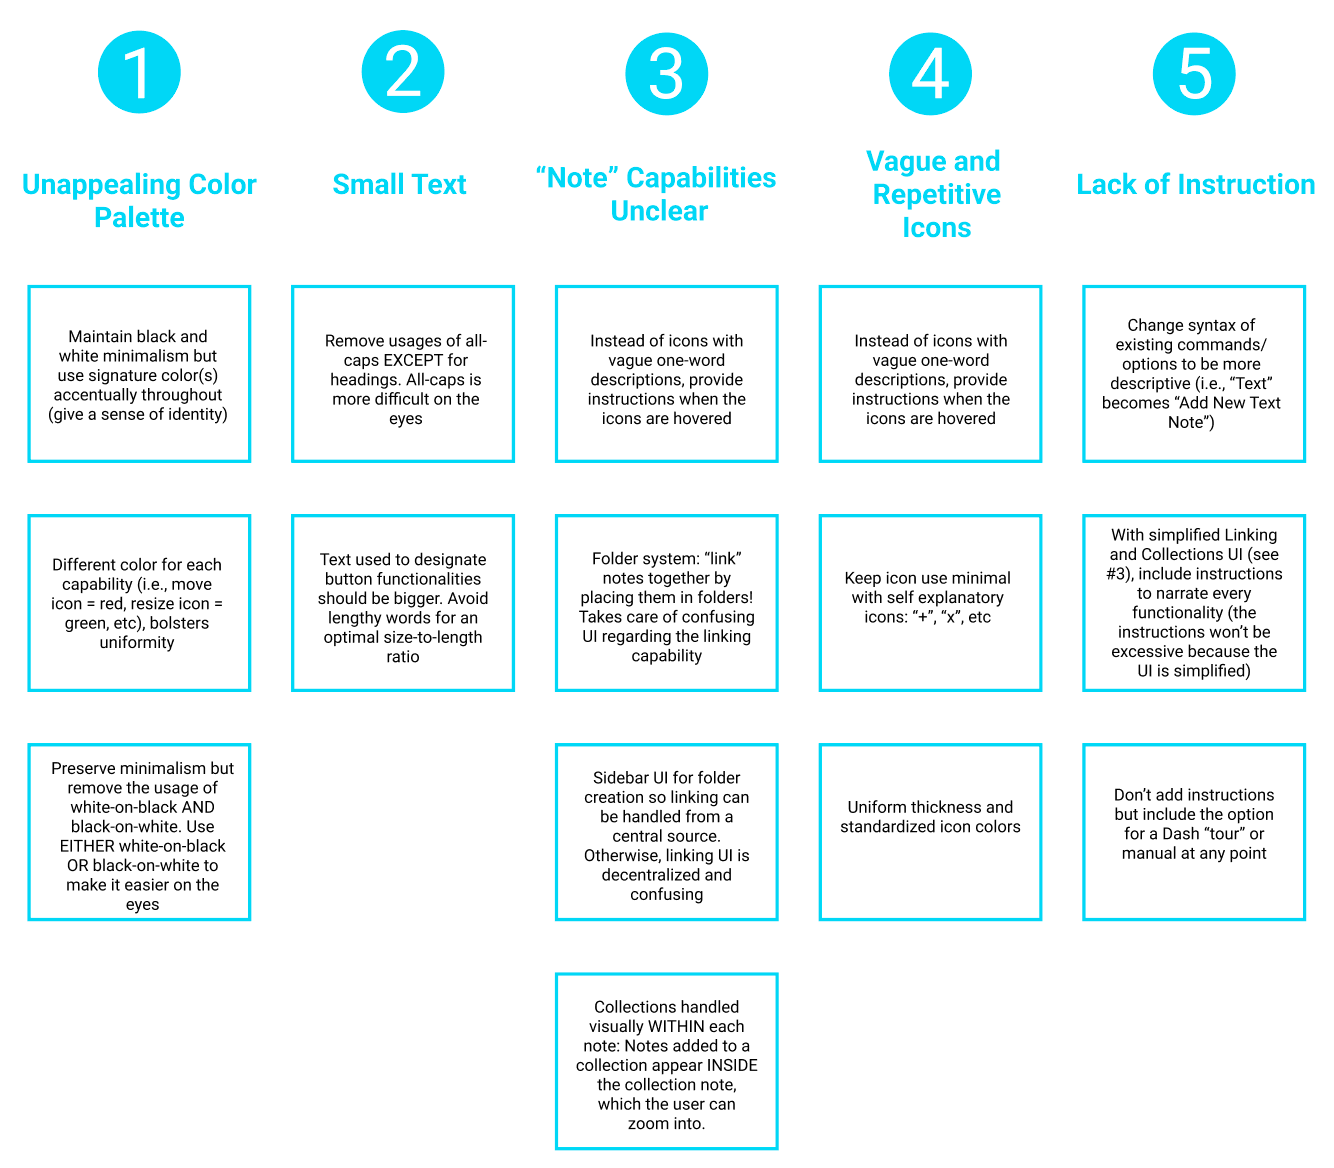 1
Unappealing Color
Palette
Maintain black and
white minimalism but
use signature color(s)
accentually throughout
(give a sense of identity)
Different color for each
capability (i.e., move
icon = red, resize icon =
green, etc), bolsters
uniformity
Preserve minimalism but
remove the usage of
white-on-black AND
black-on-white. Use
EITHER white-on-black
OR black-on-white to
make it easier on the
eyes
2
Small Text
Remove usages of all-
caps EXCEPT for
headings. All-caps is
more difficult on the
eyes
Text used to designate
button functionalities
should be bigger. Avoid
lengthy words for an
optimal size-to-length
ratio
3
“Note” Capabilities
Unclear
Instead of icons with
vague one-word
descriptions, provide
instructions when the
icons are hovered
Folder system: “link”
notes together by
placing them in folders!
Takes care of confusing
UI regarding the linking
capability
Sidebar UI for folder
creation so linking can
be handled from a
central source.
Otherwise, linking UI is
decentralized and
confusing
Collections handled
visually WITHIN each
note: Notes added to a
collection appear INSIDE
the collection note,
which the user can
zoom into.
4
Vague and
Repetitive
Icons
Instead of icons with
vague one-word
descriptions, provide
instructions when the
icons are hovered
Keep icon use minimal
with self explanatory
icons: “+”, “x”, etc
Uniform thickness and
standardized icon colors
5
Lack of Instruction
Change syntax of
existing commands/
options to be more
descriptive (i.e., “Text”
becomes “Add New Text
Note”)
With simplified Linking
and Collections UI (see
#3), include instructions
to narrate every
functionality (the
instructions won’t be
excessive because the
UI is simplified)
Don’t add instructions
but include the option
for a Dash “tour” or
manual at any point